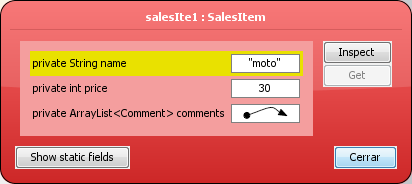 salesIte1 : SalesItem
private String name "moto" Inspect
private int price 30 Get
private ArrayList<Comment> comments
Show static fields Cerrar